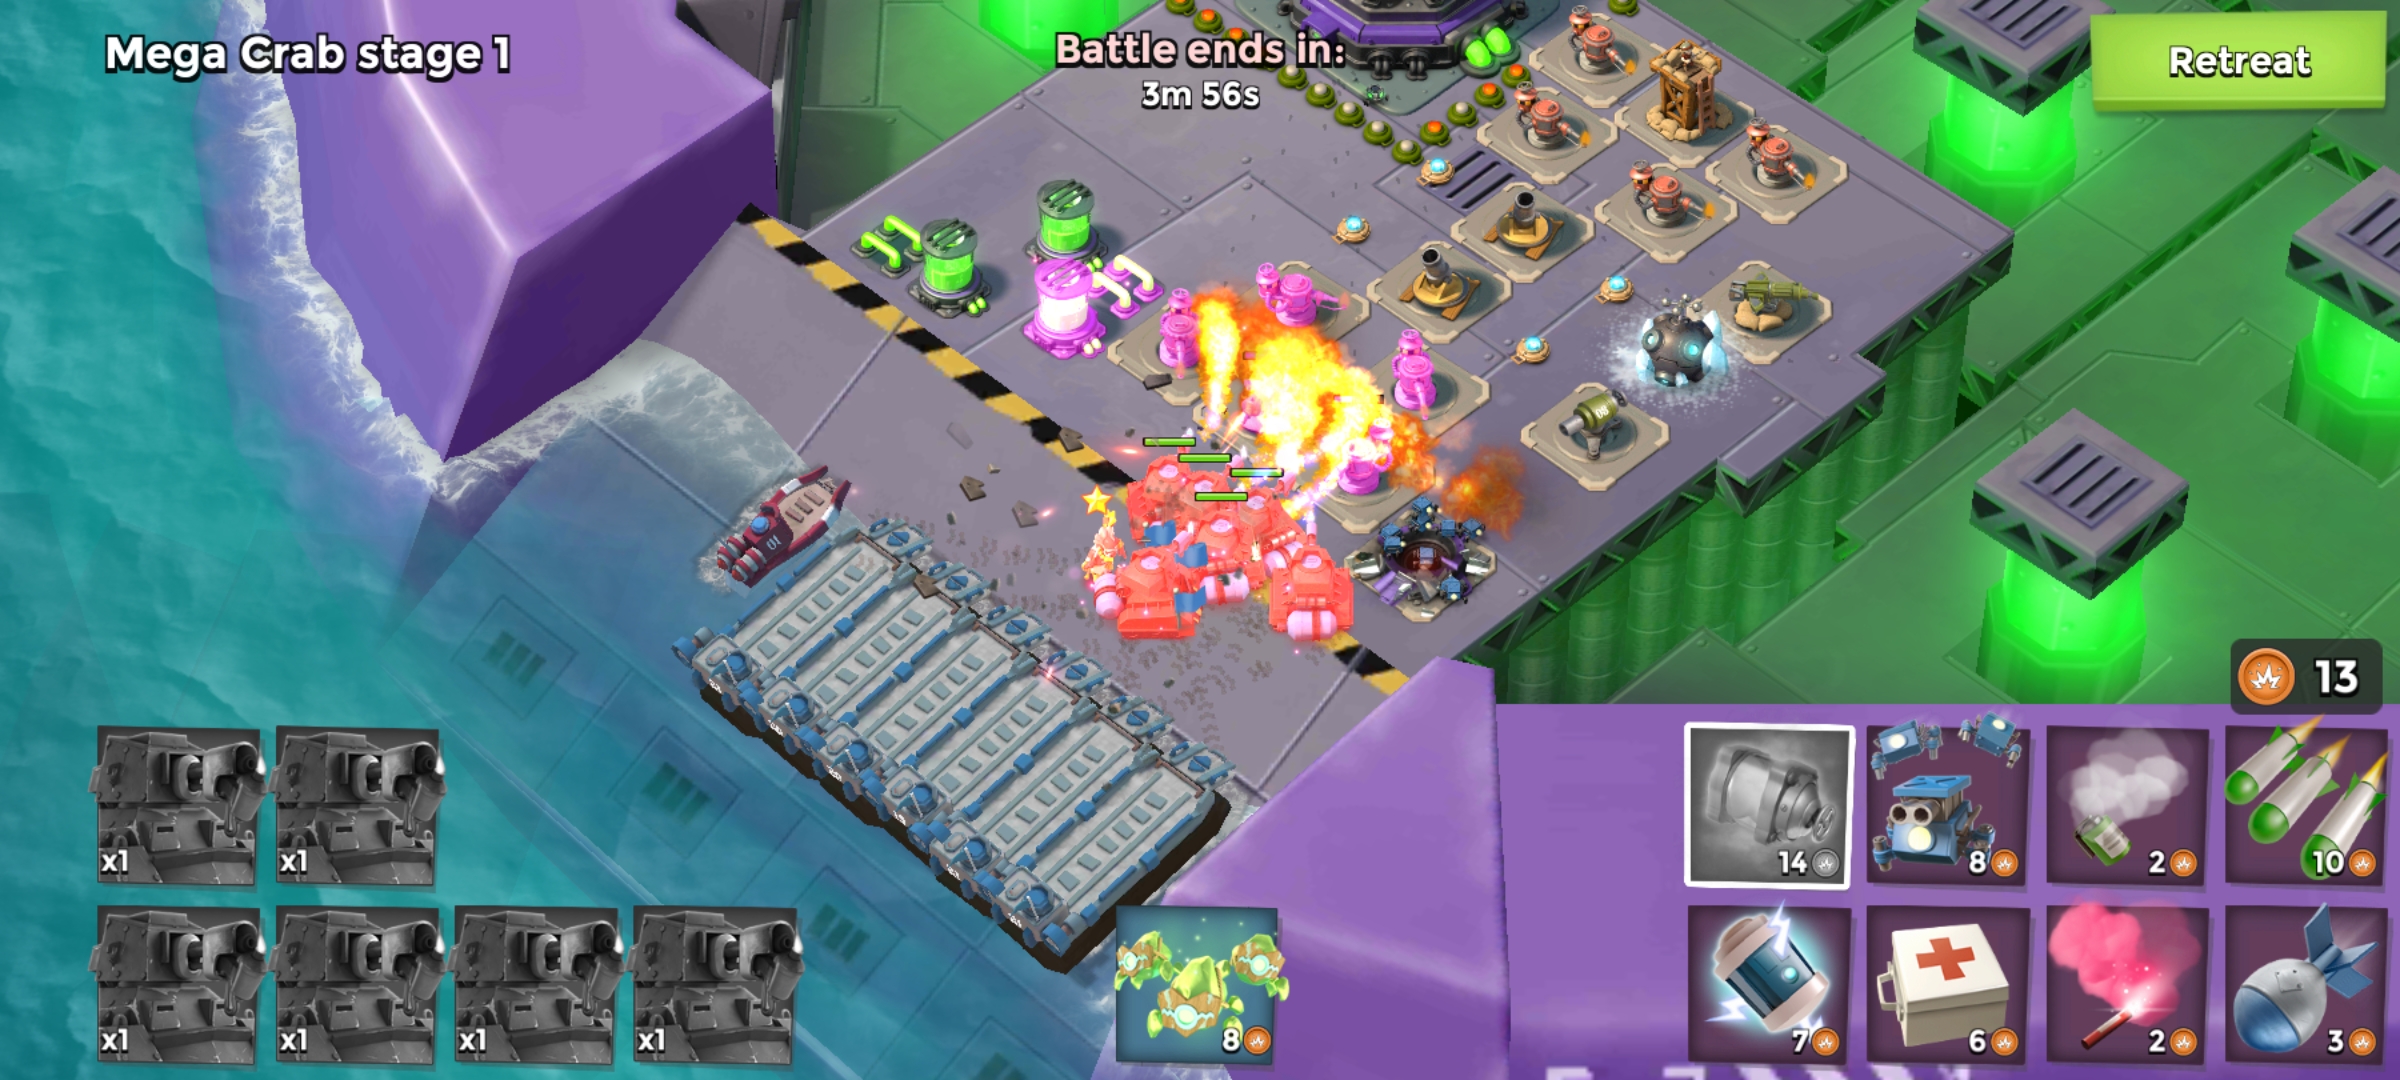 Mega Crab stage 1
Battle ends in:
3m 56s
Retreat
13
x1
x1
14
8
2
10
x1
x1
x1
x1
8
7
6
2
3